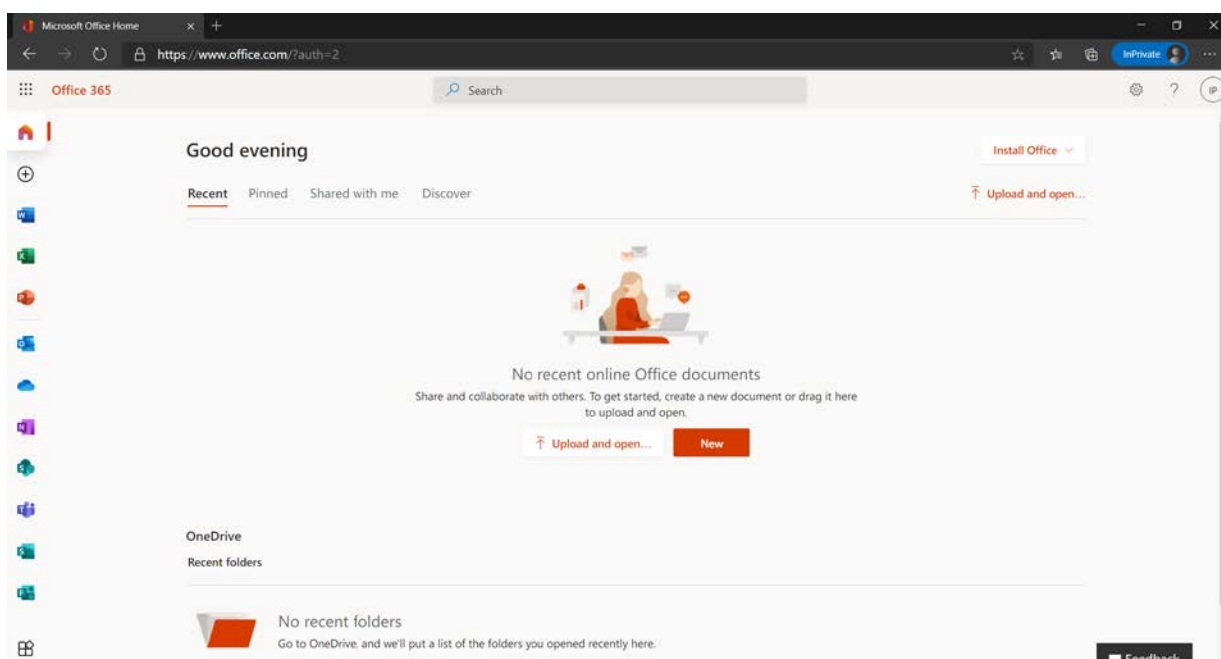 Microsoft Office Home
https://www.office.com/?auth=2
InPrivate
Office 365
Search
?
IP
Good evening
Install Office
Recent Pinned Shared with me Discover
Upload and open...
No recent online Office documents
Share and collaborate with others. To get started, create a new document or drag it here
to upload and open.
Upload and open... New
OneDrive
Recent folders
No recent folders
Go to OneDrive, and we'll put a list of the folders you opened recently here.
Feedback